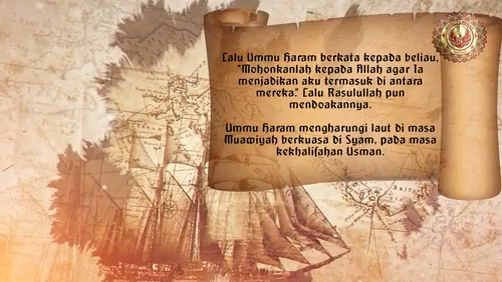 Lalu Ummu Haram berkata kepada beliau,
"Mohonkanlah kepada Allah agar Ia
menjadikan aku termasuk di antara
mereka." Lalu Rasulullah pun
mendoakannya.
Ummu Haram mengharungi laut di masa
Muawiyah berkuasa di Syam, pada masa
kekhalifahan Usman.